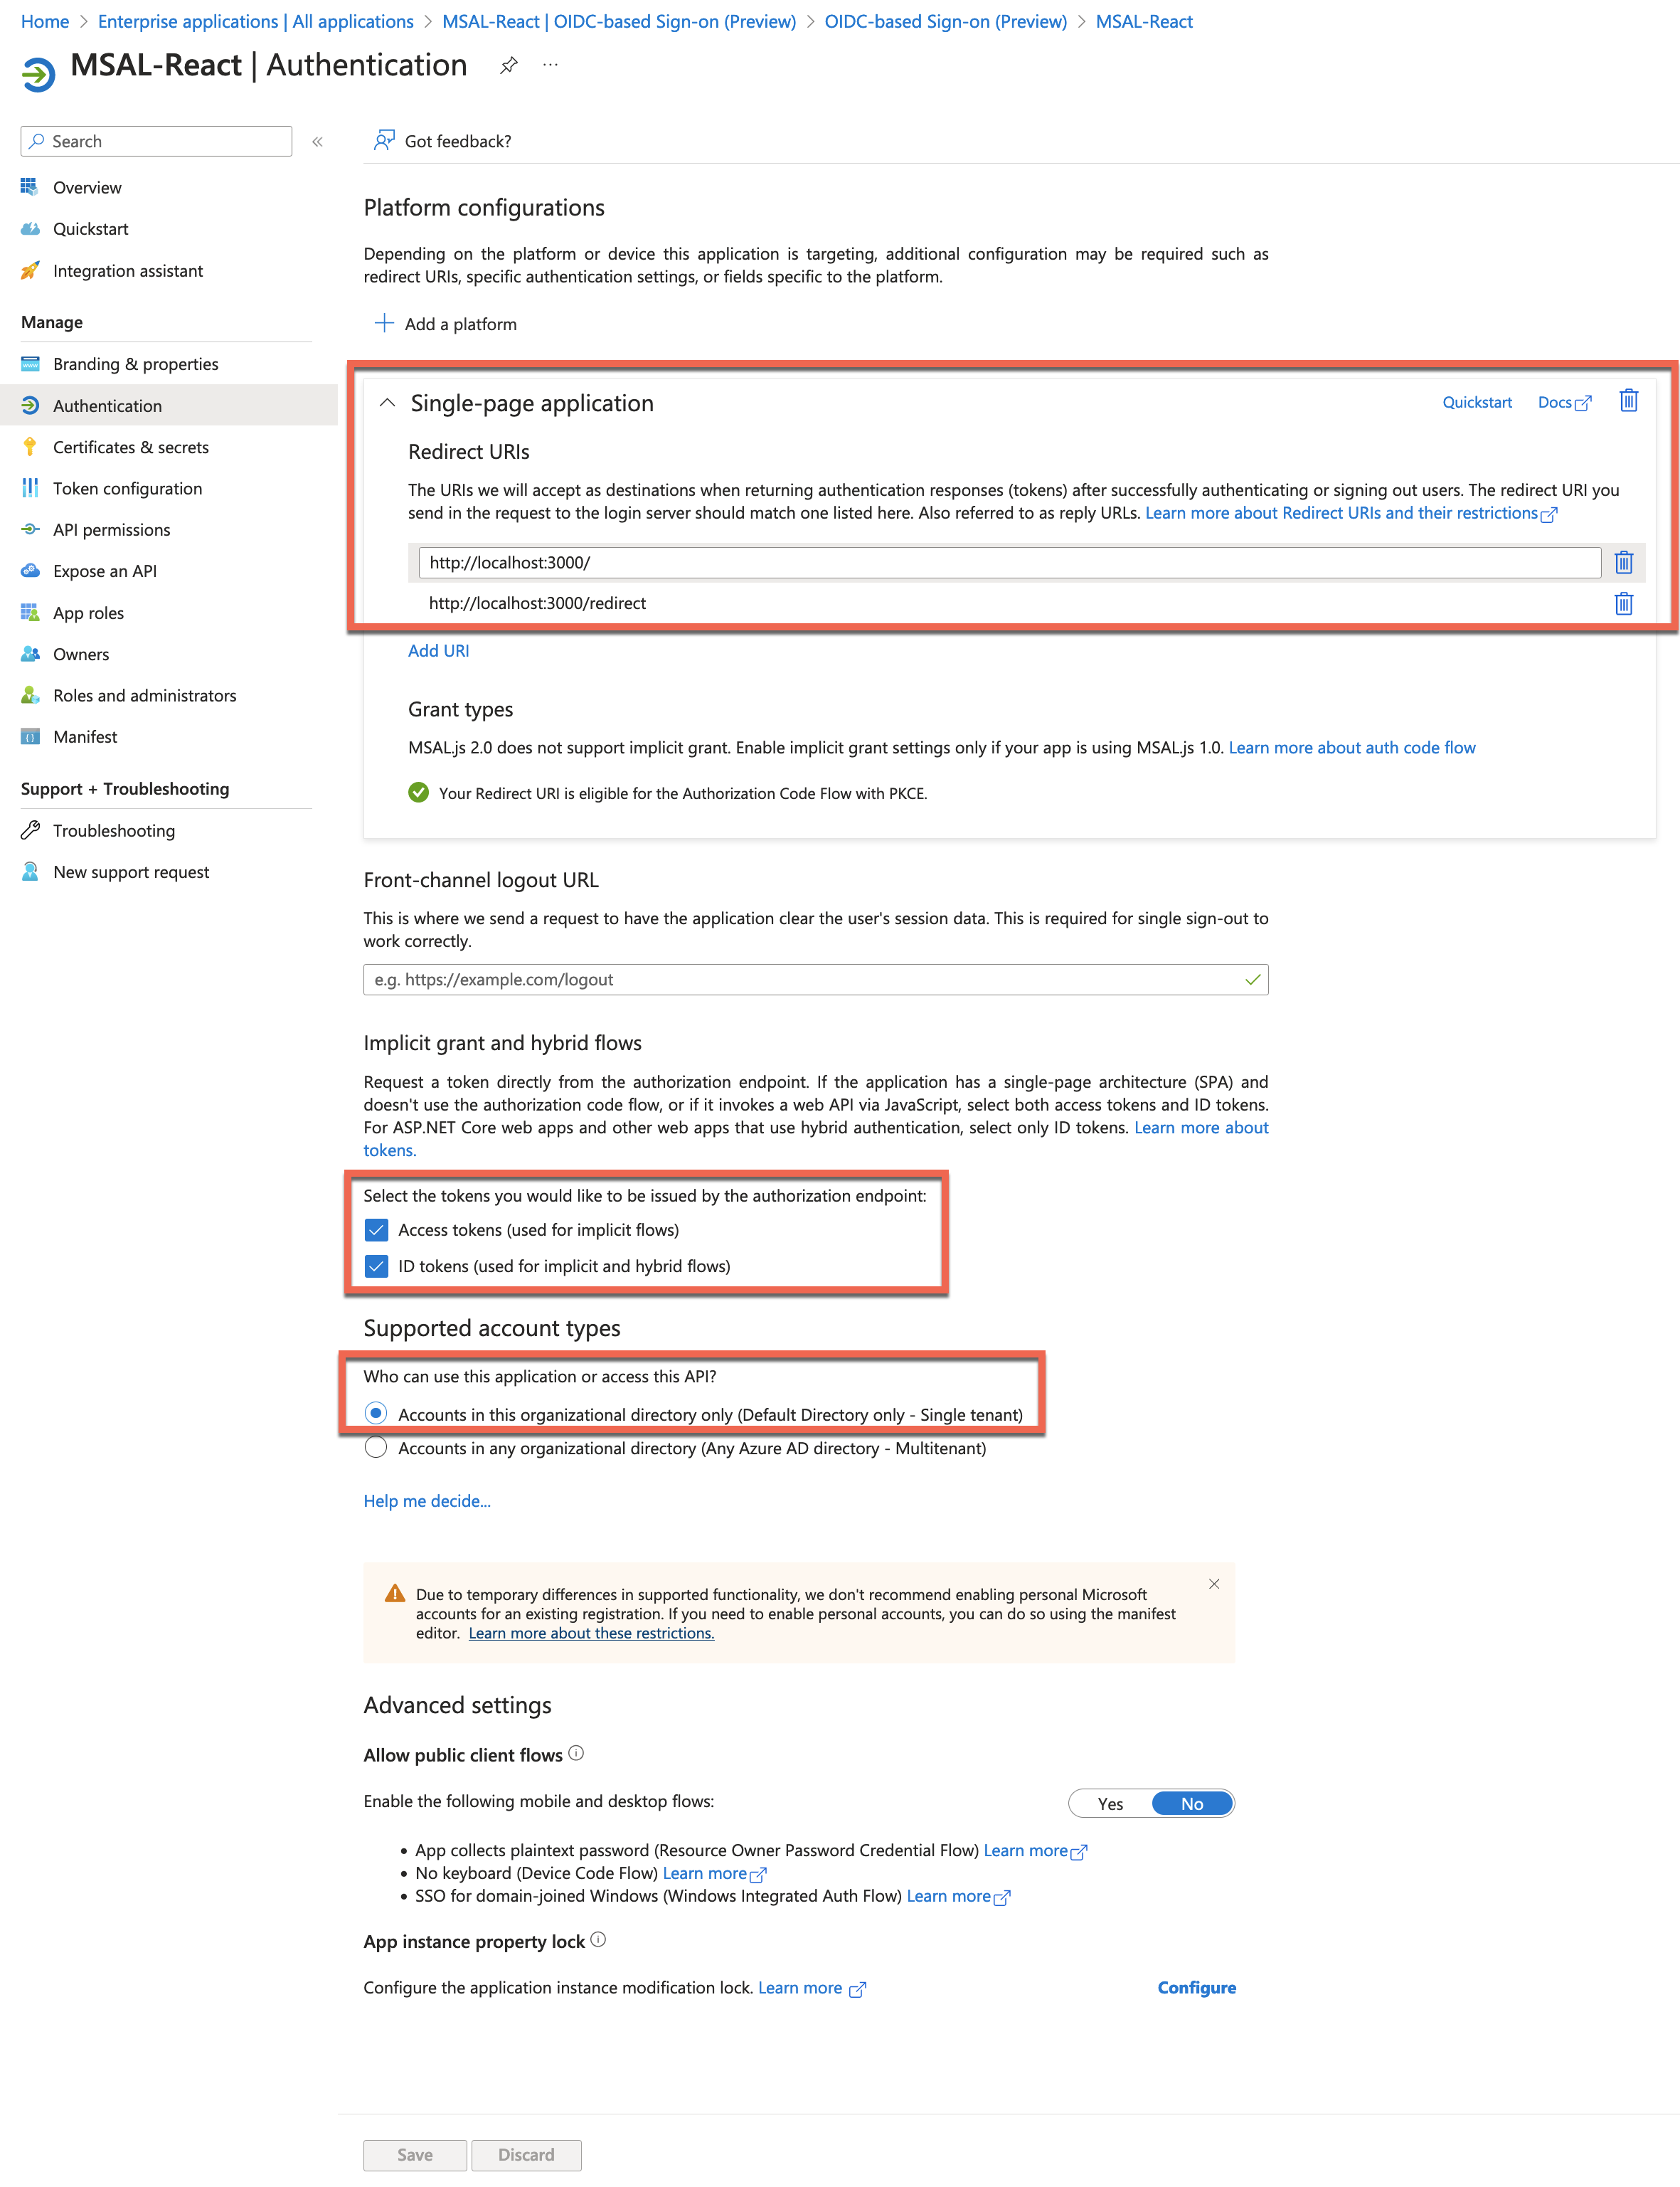 Home > Enterprise applications | All applications > MSAL-React | OIDC-based Sign-on (Preview) > OIDC-based Sign-on (Preview) > MSAL-React
MSAL-React | Authentication
Search
Got feedback?
Overview
Quickstart
Integration assistant
Manage
Branding & properties
Authentication
Certificates & secrets
Token configuration
API permissions
Expose an API
App roles
Owners
Roles and administrators
Manifest
Support + Troubleshooting
Troubleshooting
New support request
Platform configurations
Depending on the platform or device this application is targeting, additional configuration may be required such as
redirect URIs, specific authentication settings, or fields specific to the platform.
Add a platform
Single-page application
Quickstart
Docs
Redirect URIs
The URIs we will accept as destinations when returning authentication responses (tokens) after successfully authenticating or signing out users. The redirect URI you
send in the request to the login server should match one listed here. Also referred to as reply URLs. Learn more about Redirect URIs and their restrictions
http://localhost:3000/
http://localhost:3000/redirect
Add URI
Grant types
MSAL.js 2.0 does not support implicit grant. Enable implicit grant settings only if your app is using MSAL.js 1.0. Learn more about auth code flow
Your Redirect URI is eligible for the Authorization Code Flow with PKCE.
Front-channel logout URL
This is where we send a request to have the application clear the user's session data. This is required for single sign-out to
work correctly.
e.g. https://example.com/logout
Implicit grant and hybrid flows
Request a token directly from the authorization endpoint. If the application has a single-page architecture (SPA) and
doesn't use the authorization code flow, or if it invokes a web API via JavaScript, select both access tokens and ID tokens.
For ASP.NET Core web apps and other web apps that use hybrid authentication, select only ID tokens. Learn more about
tokens.
Select the tokens you would like to be issued by the authorization endpoint:
Access tokens (used for implicit flows)
ID tokens (used for implicit and hybrid flows)
Supported account types
Who can use this application or access this API?
Accounts in this organizational directory only (Default Directory only - Single tenant)
Accounts in any organizational directory (Any Azure AD directory - Multitenant)
Help me decide...
Due to temporary differences in supported functionality, we don't recommend enabling personal Microsoft
accounts for an existing registration. If you need to enable personal accounts, you can do so using the manifest
editor. Learn more about these restrictions.
Advanced settings
Allow public client flows
Enable the following mobile and desktop flows:
Yes
No
• App collects plaintext password (Resource Owner Password Credential Flow) Learn more
• No keyboard (Device Code Flow) Learn more
• SSO for domain-joined Windows (Windows Integrated Auth Flow) Learn more
App instance property lock
Configure the application instance modification lock. Learn more
Configure
Save
Discard